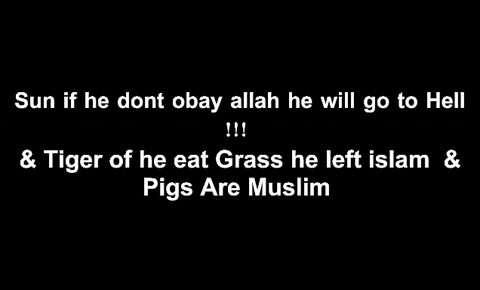 Sun if he dont obay allah he will go to Hell
!!!
& Tiger of he eat Grass he left islam  &
Pigs Are Muslim